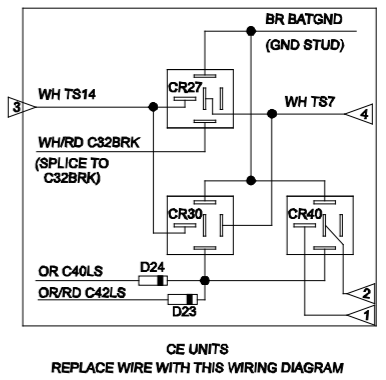 BR BATGND
(GND STUD)
CR27
3
WH TS14
WH TS7
4
WH/RD C32BRK
(SPLICE TO
C32BRK)
CR30
CR40
OR C40LS
D24
OR/RD C42LS
D23
2
1
CE UNITS
REPLACE WIRE WITH THIS WIRING DIAGRAM